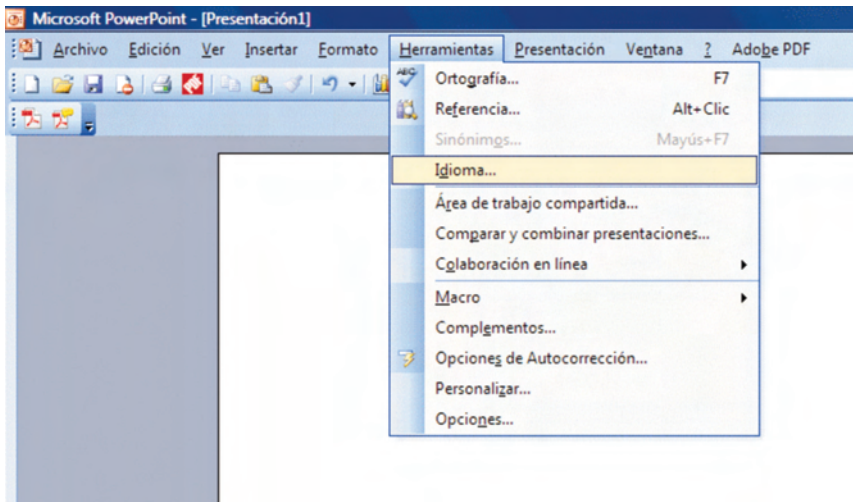 Microsoft PowerPoint - [Presentación1]
Archivo Edición Ver Insertar Formato Herramientas Presentación Ventana ? Adobe PDF
Ortografía... F7
Referencia... Alt+Clic
Sinónimos... Mayús+F7
Idioma...
Área de trabajo compartida...
Comparar y combinar presentaciones...
Colaboración en línea
Macro
Complementos...
Opciones de Autocorrección...
Personalizar...
Opciones...